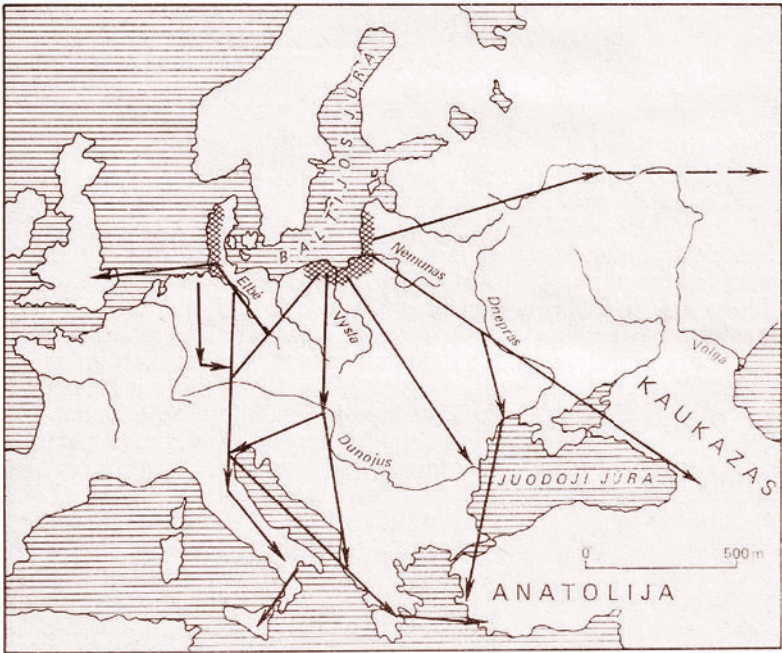 BALTIJOS JŪRA
Nemunas
Elbė
Vysla
Dnepras
Volga
KAUKAZAS
Dunojus
JUODOJI JŪRA
0 500 m
ANATOLIJA